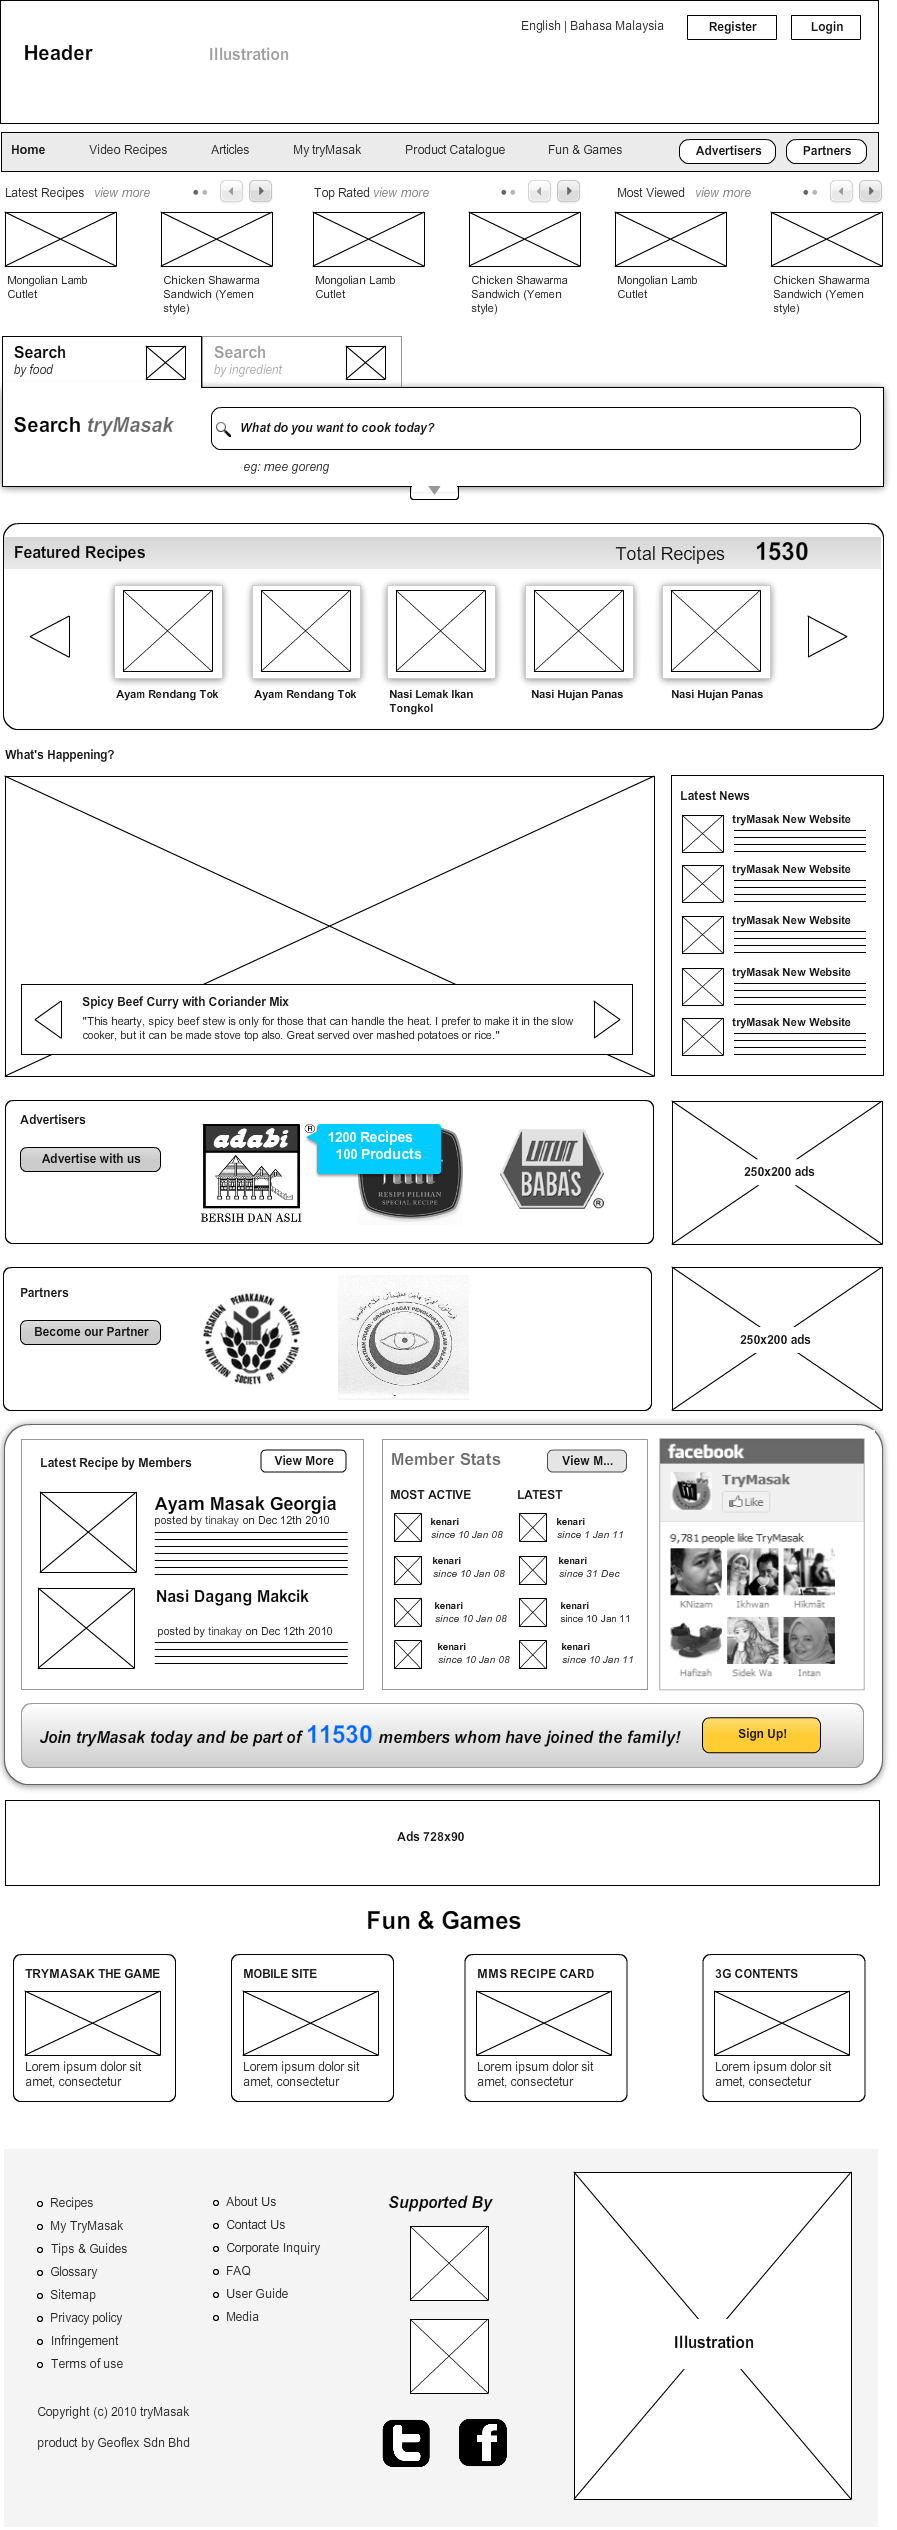 English | Bahasa Malaysia
Register
Login
Header
Illustration
Home
Video Recipes
Articles
My tryMasak
Product Catalogue
Fun & Games
Advertisers
Partners
Latest Recipes view more
Top Rated view more
Most Viewed view more
Mongolian Lamb
Cutlet
Chicken Shawarma
Sandwich (Yemen
style)
Mongolian Lamb
Cutlet
Chicken Shawarma
Sandwich (Yemen
style)
Mongolian Lamb
Cutlet
Chicken Shawarma
Sandwich (Yemen
style)
Search
by food
Search
by ingredient
Search tryMasak
What do you want to cook today?
eg: mee goreng
Featured Recipes
Total Recipes 1530
Ayam Rendang Tok
Ayam Rendang Tok
Nasi Lemak Ikan
Tongkol
Nasi Hujan Panas
Nasi Hujan Panas
What's Happening?
Spicy Beef Curry with Coriander Mix
"This hearty, spicy beef stew is only for those that can handle the heat. I prefer to make it in the slow
cooker, but it can be made stove top also. Great served over mashed potatoes or rice."
Latest News
tryMasak New Website
tryMasak New Website
tryMasak New Website
tryMasak New Website
tryMasak New Website
Advertisers
Advertise with us
adabi
®
BERSIH DAN ASLI
1200 Recipes
100 Products
RESIPI PILIHAN
SPECIAL RECIPE
BABA'S
®
250x200 ads
Partners
Become our Partner
PERSATUAN PEMAKANAN MALAYSIA
NUTRITION SOCIETY OF MALAYSIA
250x200 ads
Latest Recipe by Members
View More
Ayam Masak Georgia
posted by tinakay on Dec 12th 2010
Nasi Dagang Makcik
posted by tinakay on Dec 12th 2010
Member Stats
View M...
MOST ACTIVE
LATEST
kenari
since 10 Jan 08
kenari
since 1 Jan 11
kenari
since 10 Jan 08
kenari
since 31 Dec
kenari
since 10 Jan 08
kenari
since 10 Jan 11
kenari
since 10 Jan 08
kenari
since 10 Jan 11
facebook
TryMasak
Like
9,781 people like TryMasak
KNizam
Ikhwan
Hikmāt
Hafizah
Sidek Wa
Intan
Join tryMasak today and be part of 11530 members whom have joined the family!
Sign Up!
Ads 728x90
Fun & Games
TRYMASAK THE GAME
Lorem ipsum dolor sit
amet, consectetur
MOBILE SITE
Lorem ipsum dolor sit
amet, consectetur
MMS RECIPE CARD
Lorem ipsum dolor sit
amet, consectetur
3G CONTENTS
Lorem ipsum dolor sit
amet, consectetur
Recipes
My TryMasak
Tips & Guides
Glossary
Sitemap
Privacy policy
Infringement
Terms of use
About Us
Contact Us
Corporate Inquiry
FAQ
User Guide
Media
Supported By
Illustration
Copyright (c) 2010 tryMasak
product by Geoflex Sdn Bhd